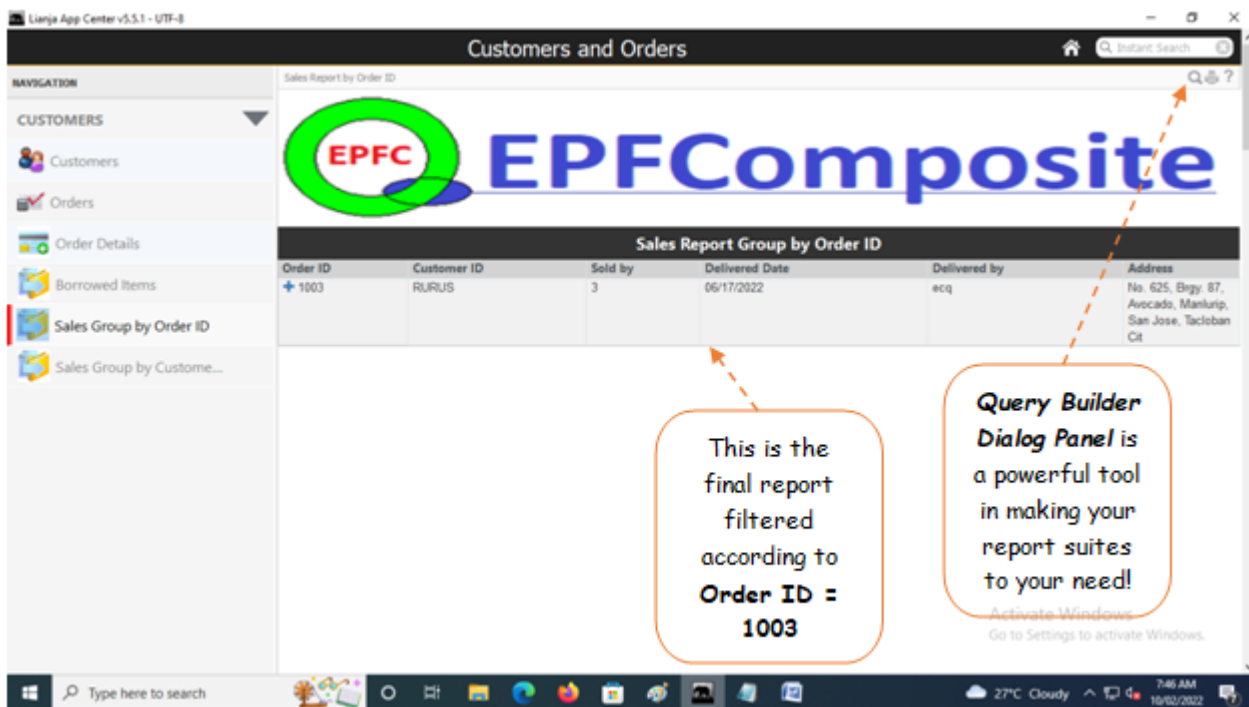 Lianja App Center v5.5.1 - UTF-8
Customers and Orders
Instant Search
NAVIGATION
Sales Report by Order ID
?
CUSTOMERS
Customers
Orders
Order Details
Borrowed Items
Sales Group by Order ID
Sales Group by Custome...
EPFC
EPFComposite
Sales Report Group by Order ID
Order ID Customer ID Sold by Delivered Date Delivered by Address
1003 RURUS 3 06/17/2022 ecq No. 625, Brgy. 87,
Avocado, Manlurip,
San Jose, Tacloban
Cit
This is the
final report
filtered
according to
Order ID =
1003
Query Builder
Dialog Panel is
a powerful tool
in making your
report suites
to your need!
Activate Windows
Go to Settings to activate Windows.
Type here to search
27°C Cloudy
7:46 AM
10/02/2022